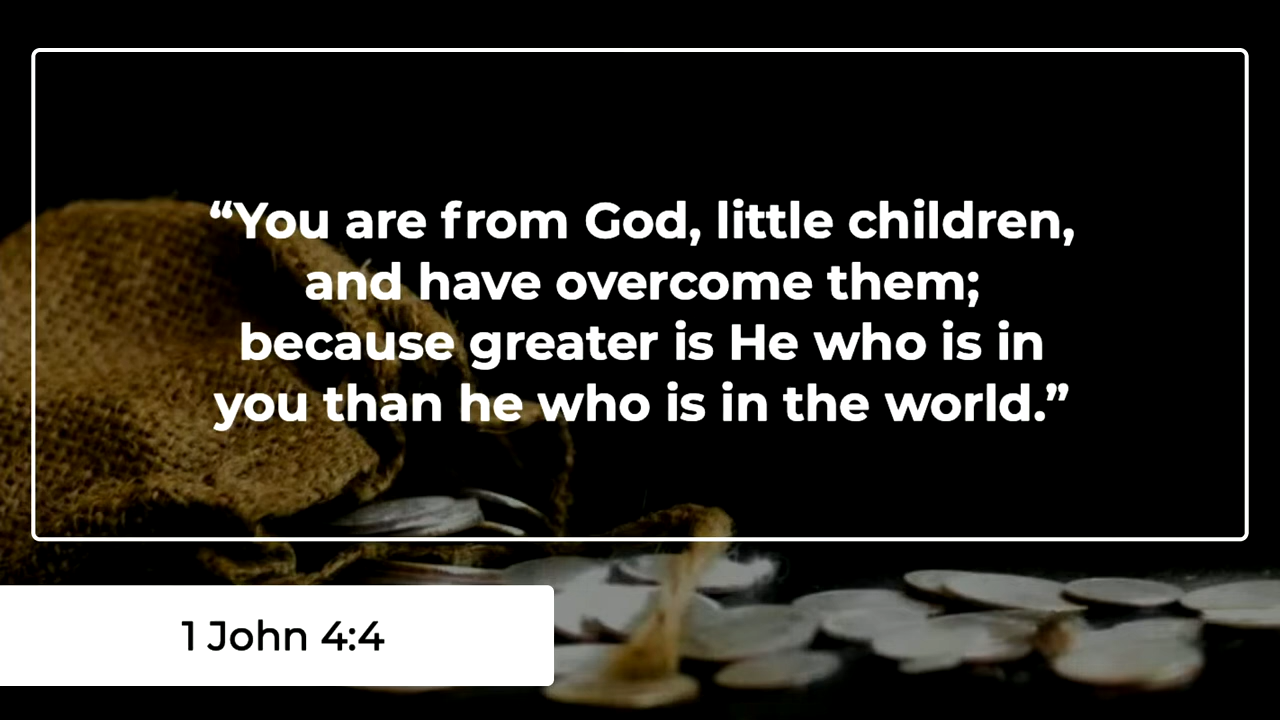 “You are from God, little children,
and have overcome them;
because greater is He who is in
you than he who is in the world.”
1 John 4:4